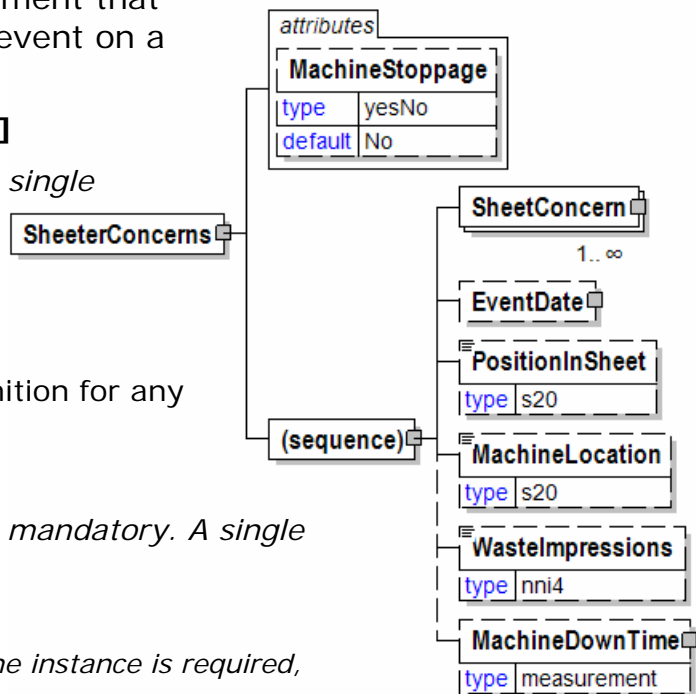 ment that
event on a
]
single
nition for any
mandatory. A single
ne instance is required,
attributes
MachineStoppage
type yesNo
default No
SheeterConcerns
(sequence)
SheetConcern
1.. ∞
EventDate
PositionInSheet
type s20
MachineLocation
type s20
WasteImpressions
type nni4
MachineDownTime
type measurement